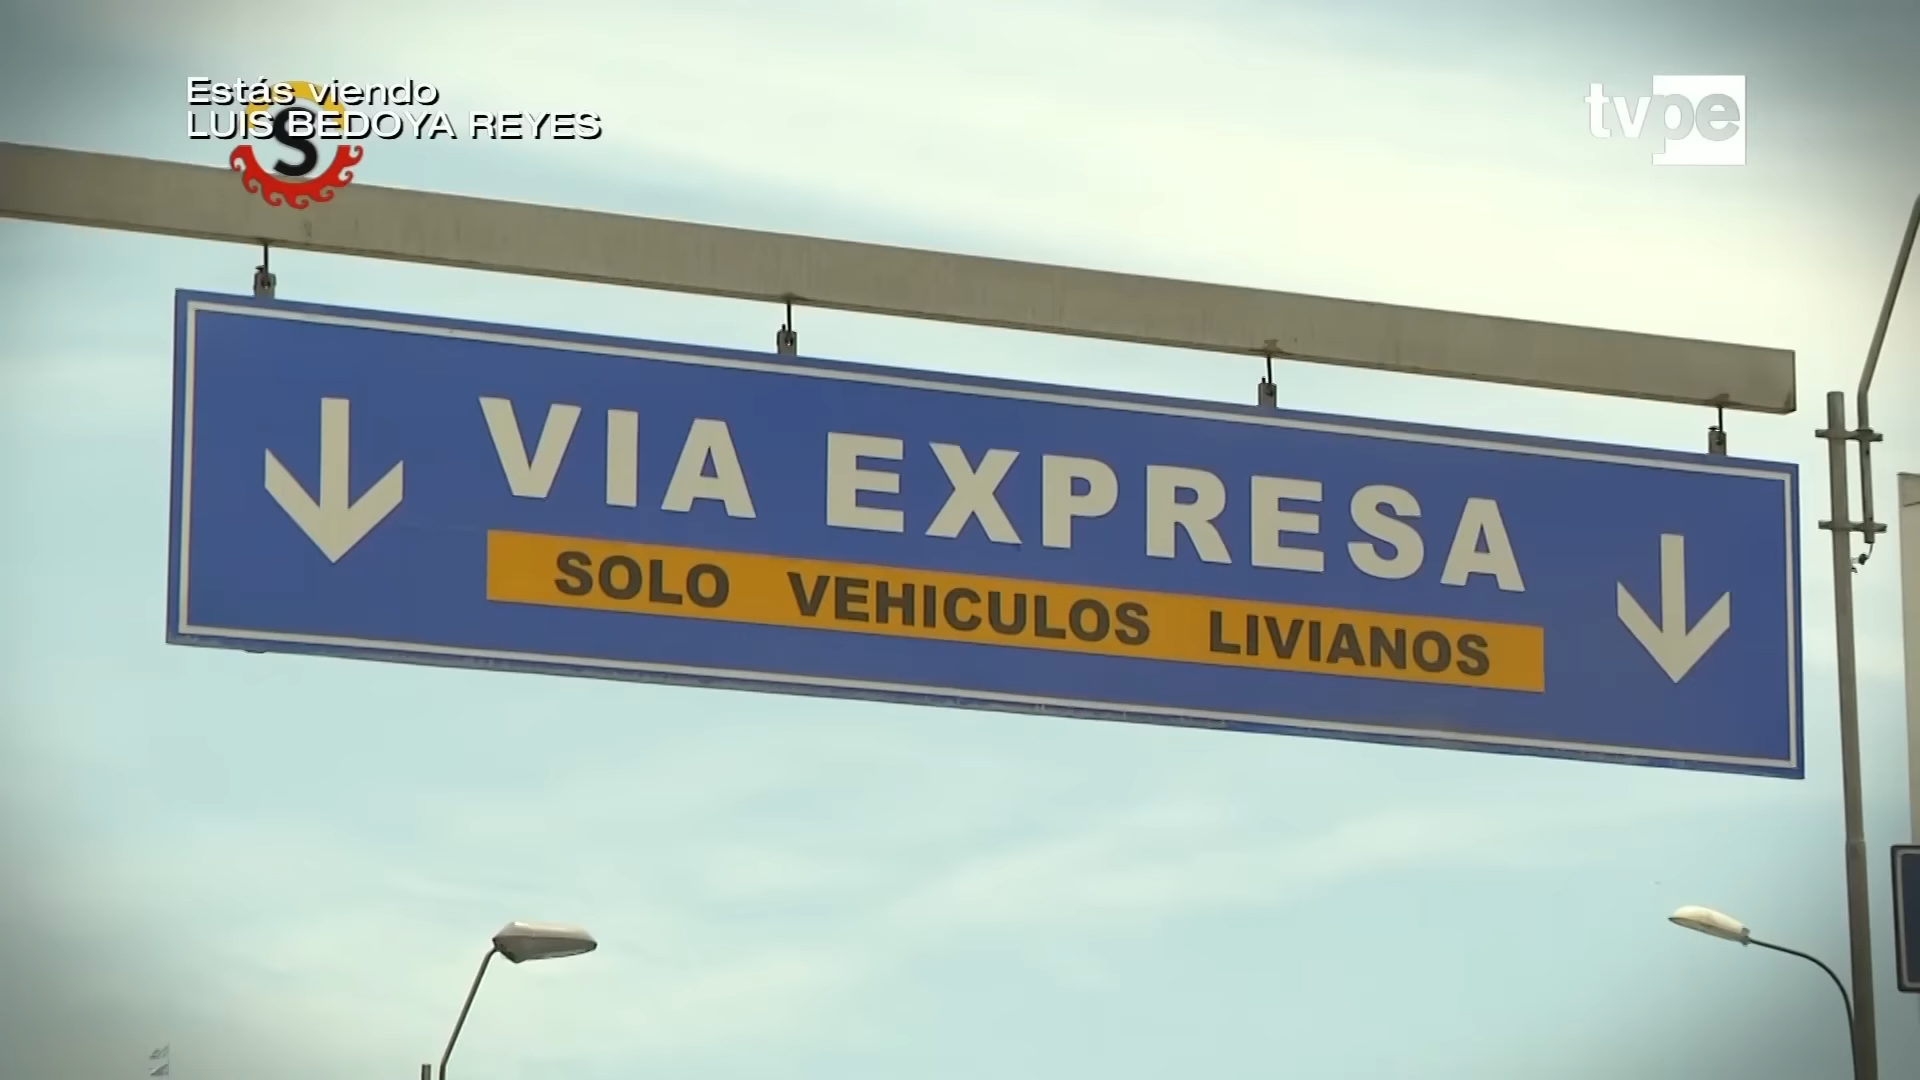 Estás viendo
LUIS BEDOYA REYES
S
tvpe
VIA EXPRESA
SOLO VEHICULOS LIVIANOS